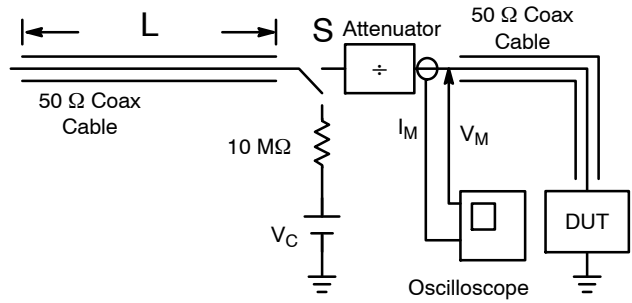 L
S
Attenuator
÷
50 Ω Coax
Cable
50 Ω Coax
Cable
10 MΩ
I_M
V_M
V_C
DUT
Oscilloscope